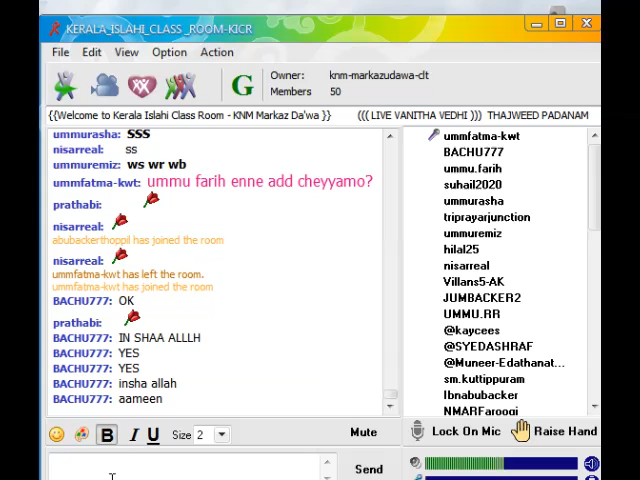 KERALA_ISLAHI_CLASS _ROOM-KICR
File Edit View Option Action
G
Owner: knm-markazudawa-clt
Members 50
{{Welcome to Kerala Islahi Class Room - KNM Markaz Da'wa }} ((( LIVE VANITHA VEDHI ))) THAJWEED PADANAM
ummurasha: SSS
nisarreal: ss
ummuremiz: ws wr wb
ummfatma-kwt: ummu farih enne add cheyyamo?
prathabi:
nisarreal:
abubackerthoppil has joined the room
nisarreal:
ummfatma-kwt has left the room.
ummfatma-kwt has joined the room
BACHU777: OK
prathabi:
BACHU777: IN SHAA ALLLH
BACHU777: YES
BACHU777: YES
BACHU777: insha allah
BACHU777: aameen
ummfatma-kwt
BACHU777
ummu.farih
suhail2020
ummurasha
triprayarjunction
ummuremiz
hilal25
nisarreal
Villans5-AK
JUMBACKER2
UMMU.RR
@kaycees
@SYEDASHRAF
@Muneer-Edathanat...
sm.kuttippuram
Ibnabubacker
NMARFarooqi
B I U Size 2 Mute
Lock On Mic Raise Hand
Send